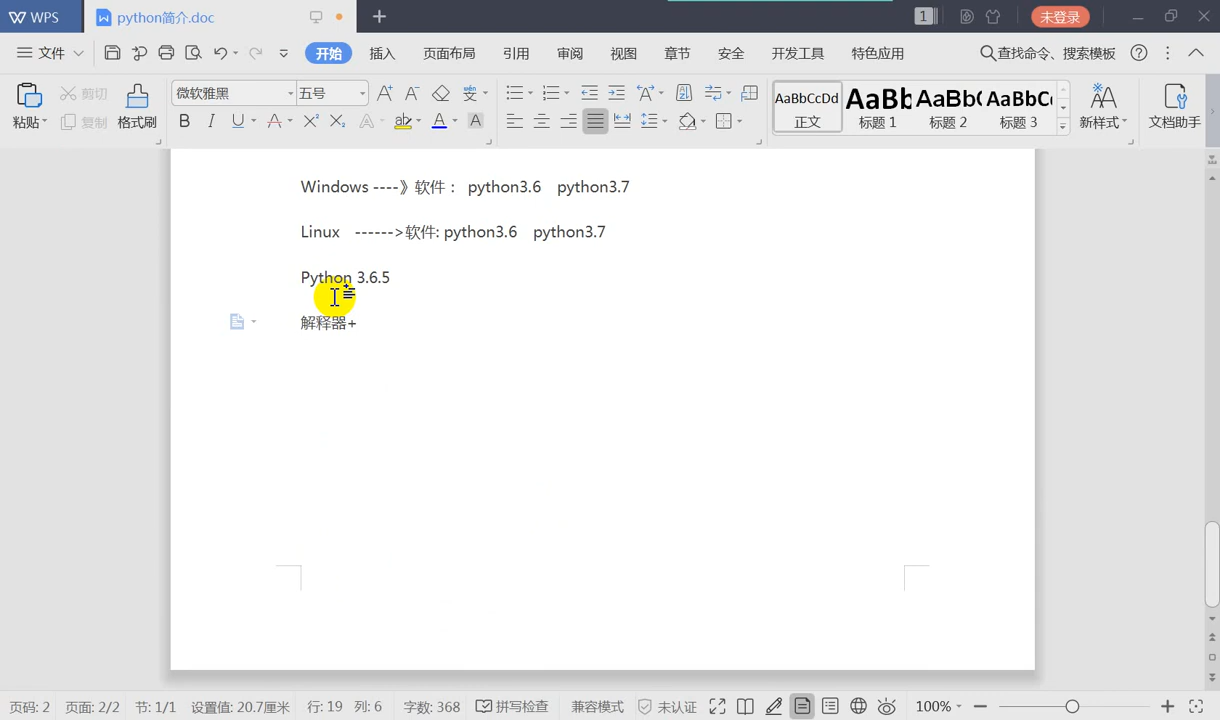 WPS python简介.doc 1 未登录
文件 开始 插入 页面布局 引用 审阅 视图 章节 安全 开发工具 特色应用 查找命令、搜索模板
粘贴 剪切 复制 格式刷 微软雅黑 五号 AaBbCcDd AaBb AaBb( AaBbC( 新样式 文档助手
正文 标题 1 标题 2 标题 3
Windows ----》软件： python3.6 python3.7
Linux ------>软件: python3.6 python3.7
Python 3.6.5
解释器+
页码: 2 页面: 2/2 节: 1/1 设置值: 20.7厘米 行: 19 列: 6 字数: 368 拼写检查 兼容模式 未认证 100%